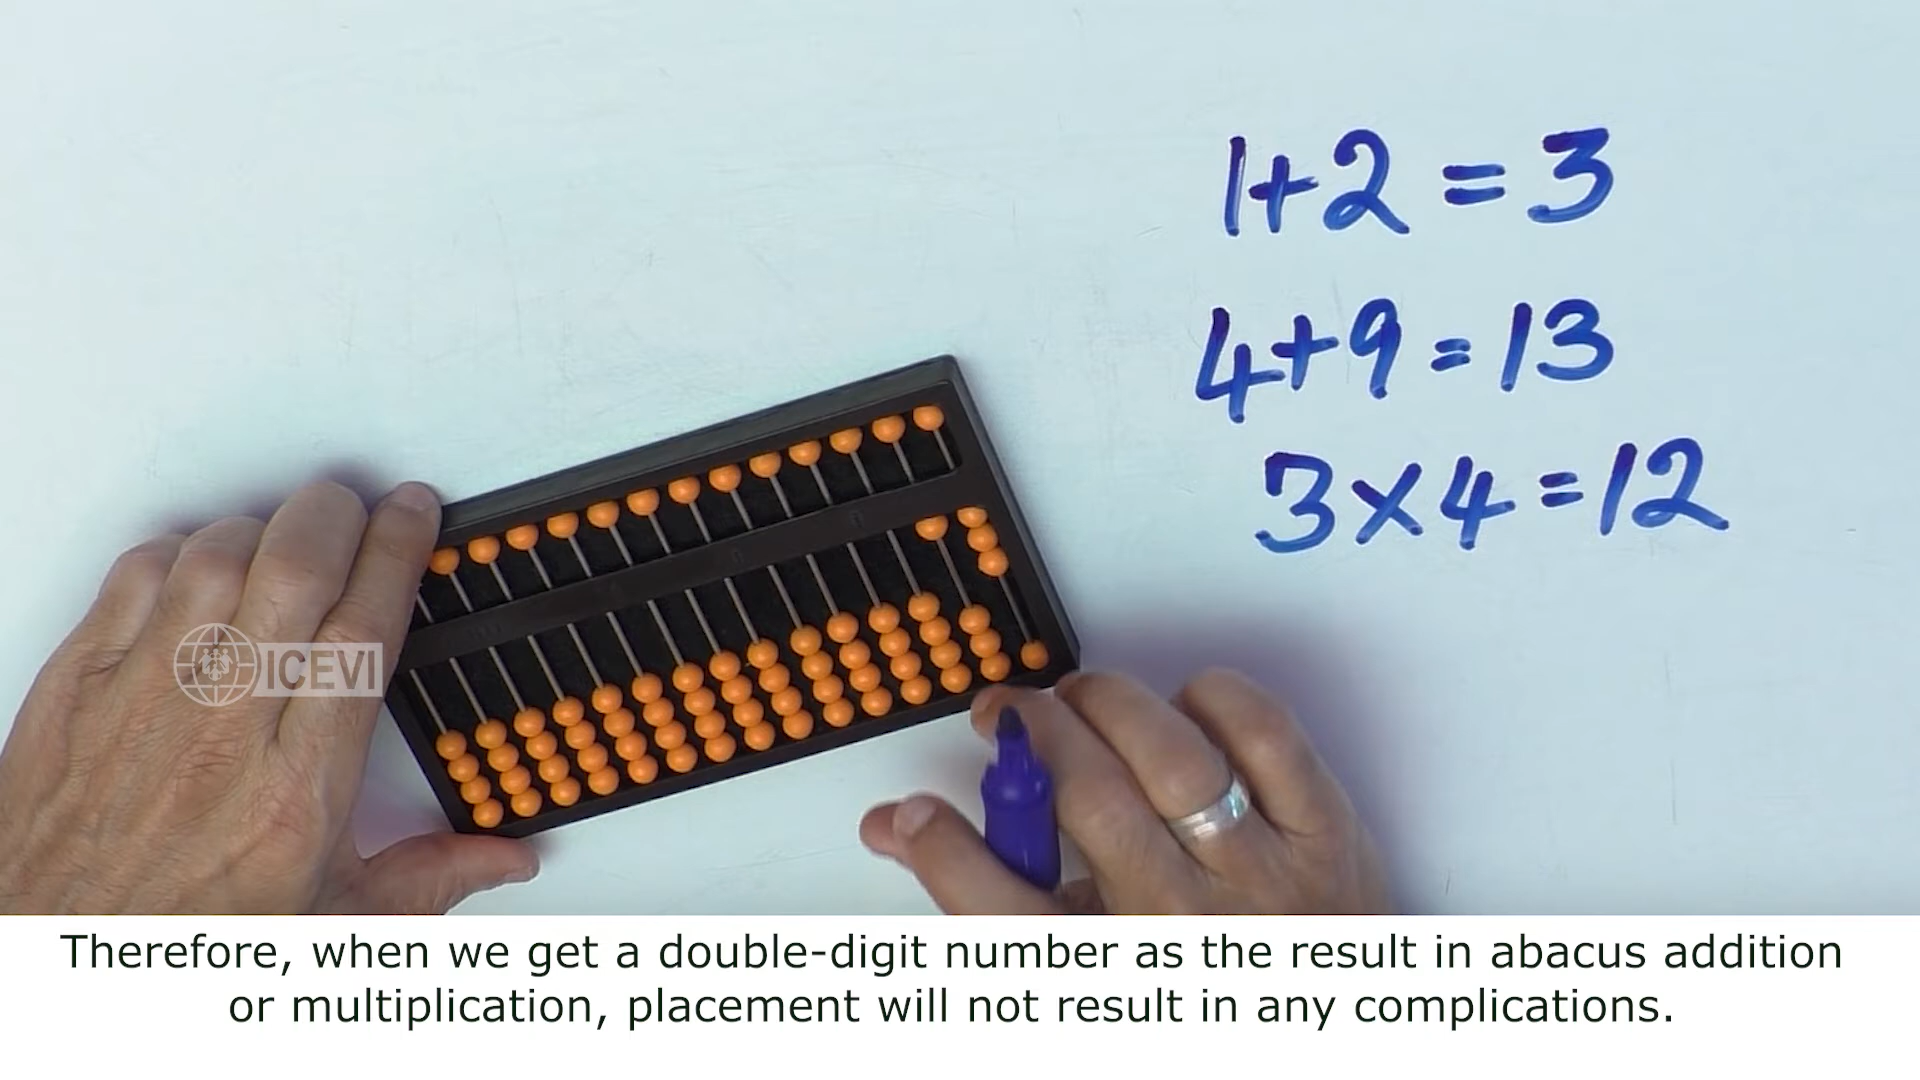 1+2=3
4+9=13
3×4=12
ICEVI
Therefore, when we get a double-digit number as the result in abacus addition
or multiplication, placement will not result in any complications.